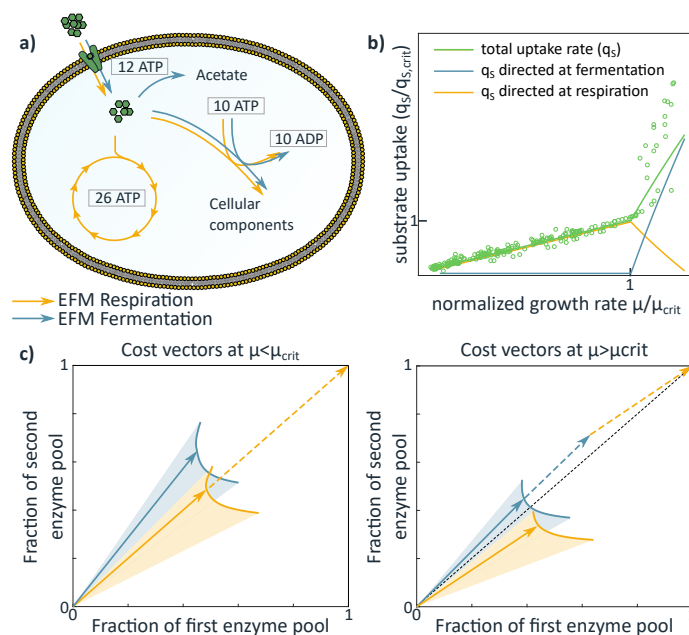 a)
12 ATP
Acetate
10 ATP
10 ADP
26 ATP
Cellular
components
EFM Respiration
EFM Fermentation
b)
substrate uptake (qS/qS,crit)
total uptake rate (qS)
qS directed at fermentation
qS directed at respiration
1
1
normalized growth rate μ/μcrit
c)
Cost vectors at μ<μcrit
1
Fraction of second
enzyme pool
0
0
1
Fraction of first enzyme pool
Cost vectors at μ>μcrit
1
Fraction of second
enzyme pool
0
0
1
Fraction of first enzyme pool